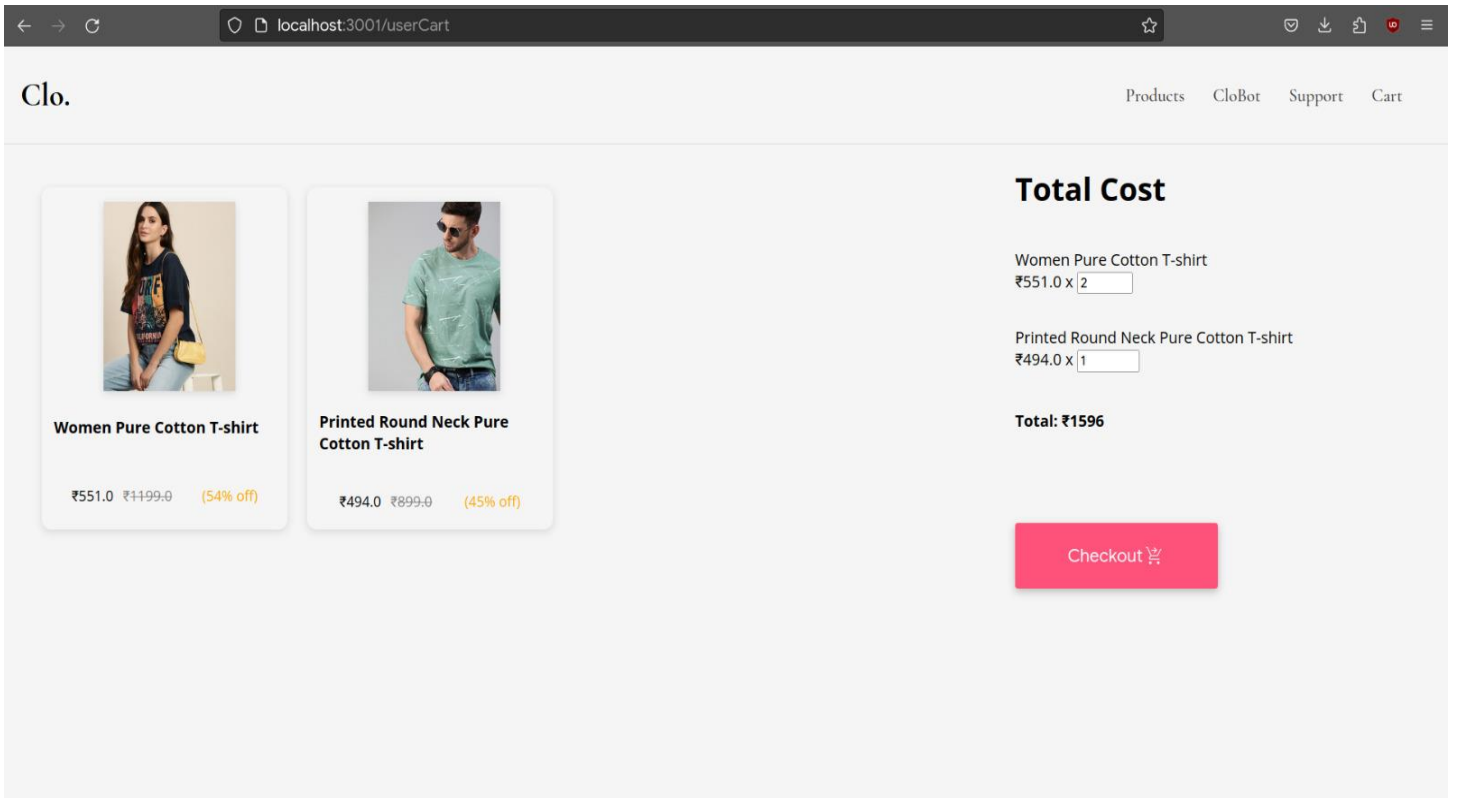 localhost:3001/userCart
Clo.
Products CloBot Support Cart
Women Pure Cotton T-shirt
₹551.0 ₹1199.0 (54% off)
Printed Round Neck Pure
Cotton T-shirt
₹494.0 ₹899.0 (45% off)
Total Cost
Women Pure Cotton T-shirt
₹551.0 x 2
Printed Round Neck Pure Cotton T-shirt
₹494.0 x 1
Total: ₹1596
Checkout